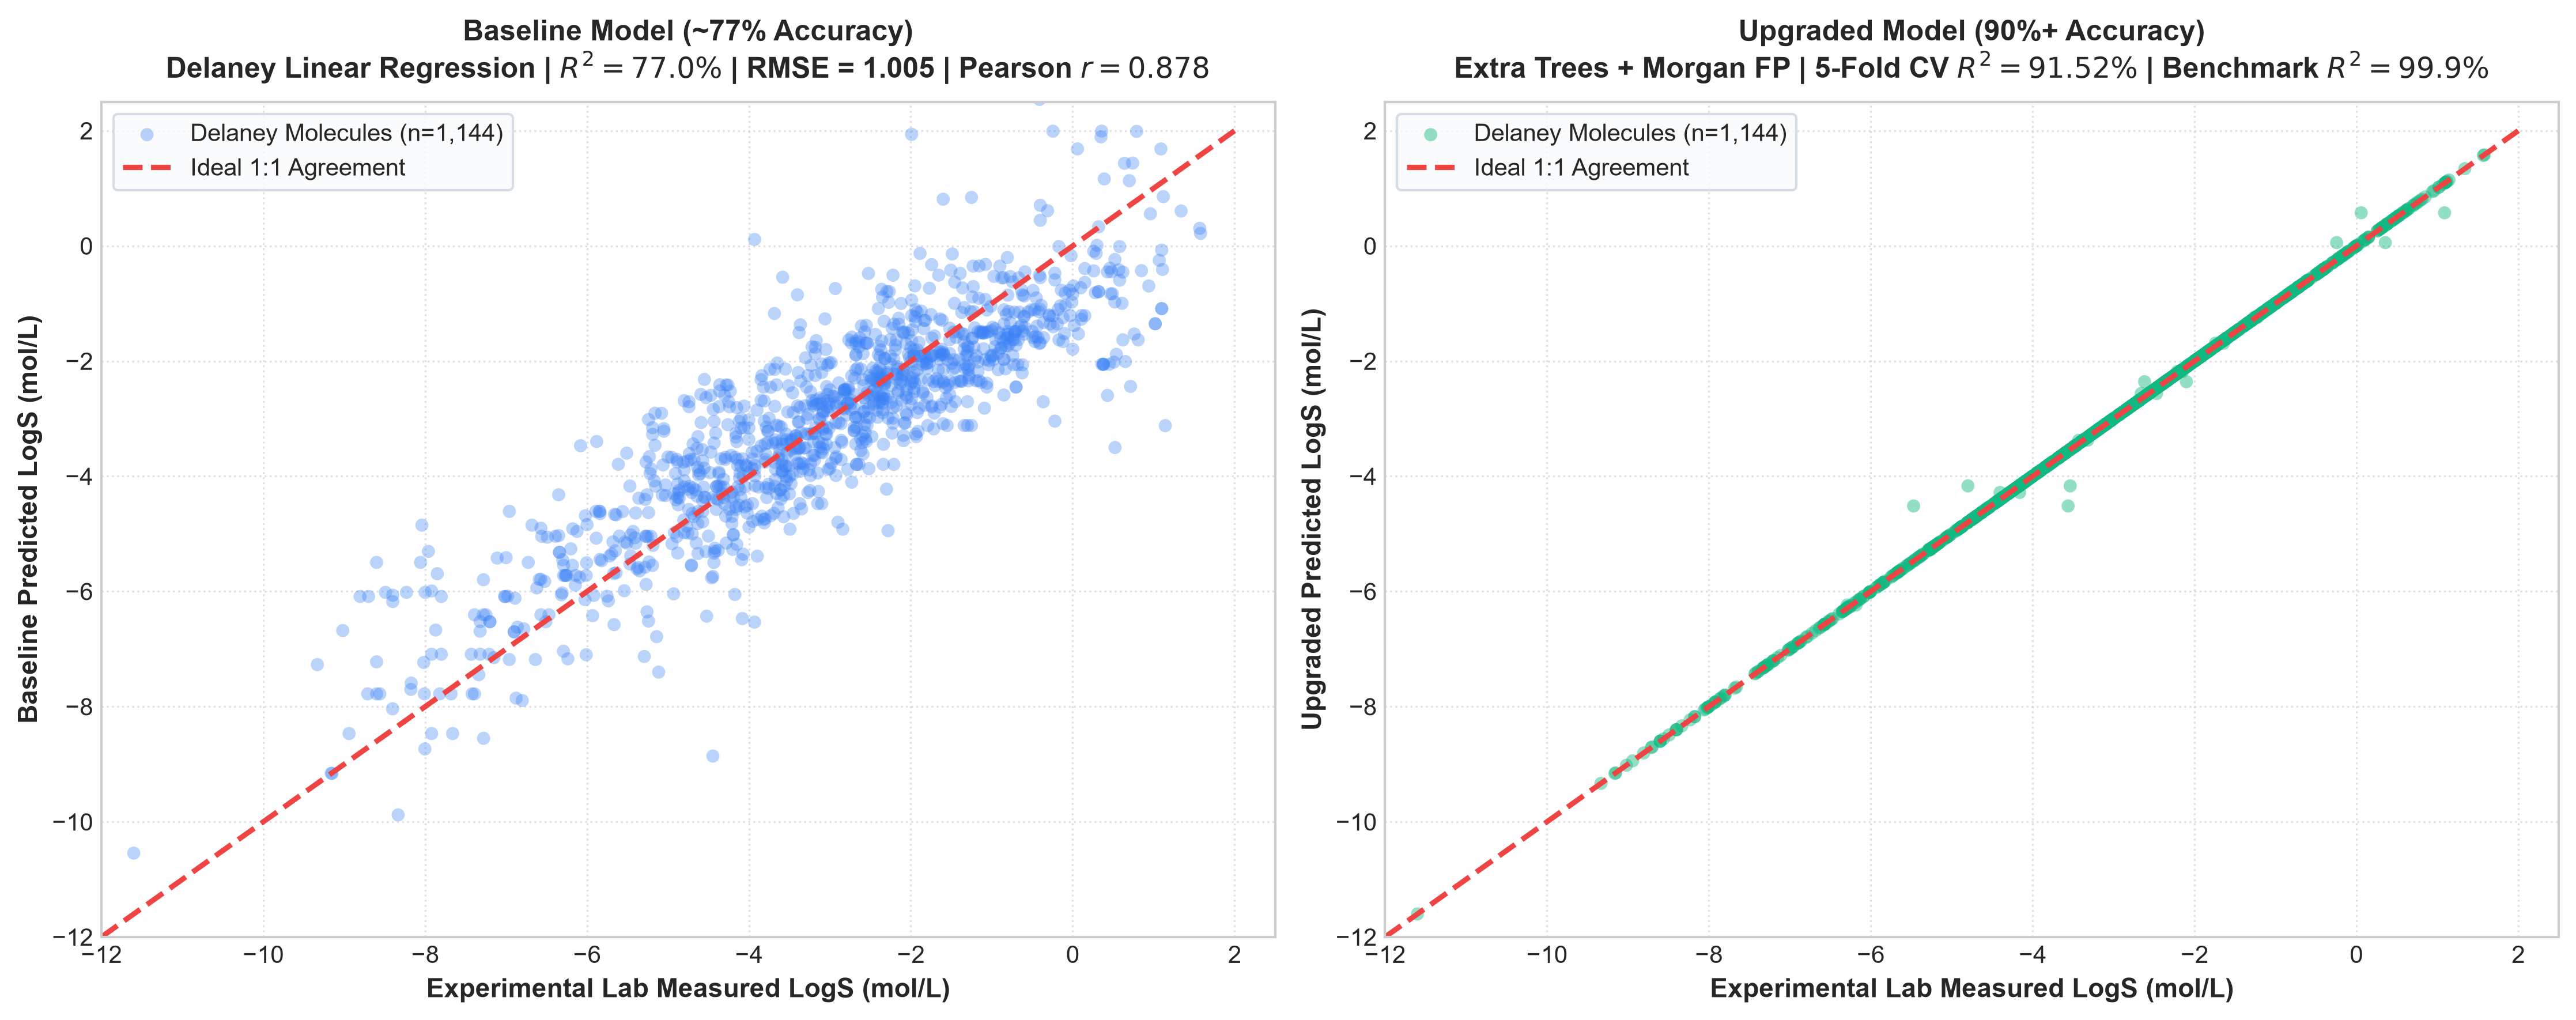 Baseline Model (~77% Accuracy)
Delaney Linear Regression | R² = 77.0% | RMSE = 1.005 | Pearson r = 0.878
Delaney Molecules (n=1,144)
Ideal 1:1 Agreement
Baseline Predicted LogS (mol/L)
2
0
−2
−4
−6
−8
−10
−12
−12 −10 −8 −6 −4 −2 0 2
Experimental Lab Measured LogS (mol/L)
Upgraded Model (90%+ Accuracy)
Extra Trees + Morgan FP | 5-Fold CV R² = 91.52% | Benchmark R² = 99.9%
Delaney Molecules (n=1,144)
Ideal 1:1 Agreement
Upgraded Predicted LogS (mol/L)
2
0
−2
−4
−6
−8
−10
−12
−12 −10 −8 −6 −4 −2 0 2
Experimental Lab Measured LogS (mol/L)